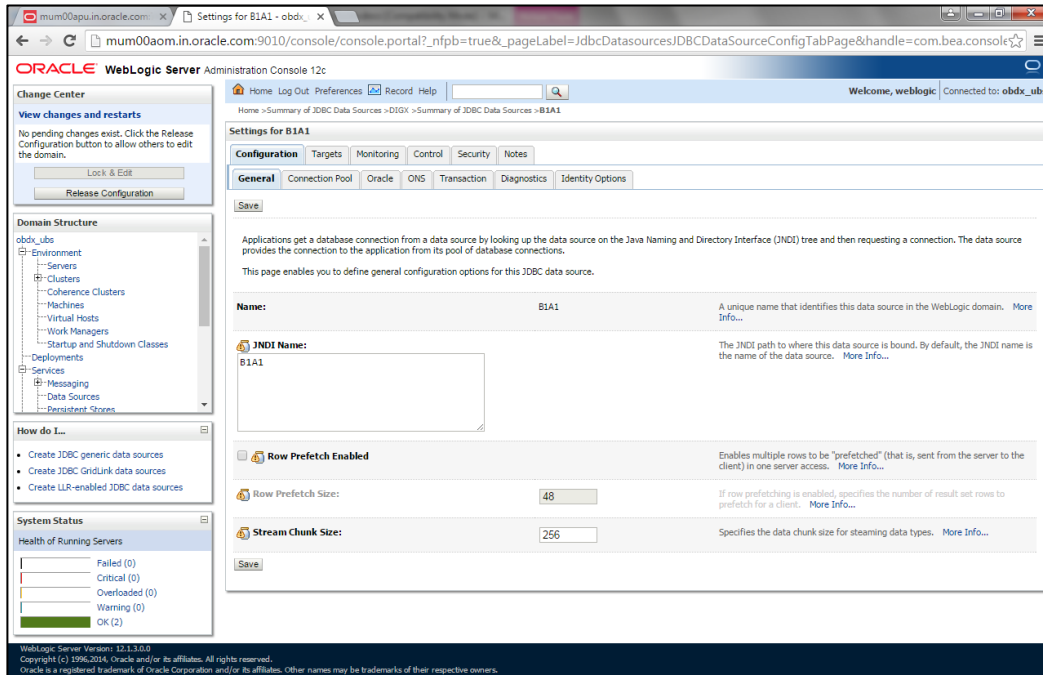 mum00apu.in.oracle.com:
Settings for B1A1 - obdx_
mum00aom.in.oracle.com:9010/console/console.portal?_nfpb=true&_pageLabel=JdbcDatasourcesJDBCDataSourceConfigTabPage&handle=com.bea.console
ORACLE WebLogic Server Administration Console 12c
Change Center
View changes and restarts
No pending changes exist. Click the Release
Configuration button to allow others to edit
the domain.
Lock & Edit
Release Configuration
Domain Structure
obdx_ubs
Environment
Servers
Clusters
Coherence Clusters
Machines
Virtual Hosts
Work Managers
Startup and Shutdown Classes
Deployments
Services
Messaging
Data Sources
Persistent Stores
How do I...
Create JDBC generic data sources
Create JDBC GridLink data sources
Create LLR-enabled JDBC data sources
System Status
Health of Running Servers
Failed (0)
Critical (0)
Overloaded (0)
Warning (0)
OK (2)
Home Log Out Preferences Record Help
Welcome, weblogic Connected to: obdx_ubs
Home >Summary of JDBC Data Sources >DIGX >Summary of JDBC Data Sources >B1A1
Settings for B1A1
Configuration Targets Monitoring Control Security Notes
General Connection Pool Oracle ONS Transaction Diagnostics Identity Options
Save
Applications get a database connection from a data source by looking up the data source on the Java Naming and Directory Interface (JNDI) tree and then requesting a connection. The data source
provides the connection to the application from its pool of database connections.
This page enables you to define general configuration options for this JDBC data source.
Name: B1A1 A unique name that identifies this data source in the WebLogic domain. More
Info...
JNDI Name: The JNDI path to where this data source is bound. By default, the JNDI name is
the name of the data source. More Info...
B1A1
Row Prefetch Enabled Enables multiple rows to be "prefetched" (that is, sent from the server to the
client) in one server access. More Info...
Row Prefetch Size: 48 If row prefetching is enabled, specifies the number of result set rows to
prefetch for a client. More Info...
Stream Chunk Size: 256 Specifies the data chunk size for steaming data types. More Info...
Save
WebLogic Server Version: 12.1.3.0.0
Copyright (c) 1996,2014, Oracle and/or its affiliates. All rights reserved.
Oracle is a registered trademark of Oracle Corporation and/or its affiliates. Other names may be trademarks of their respective owners.